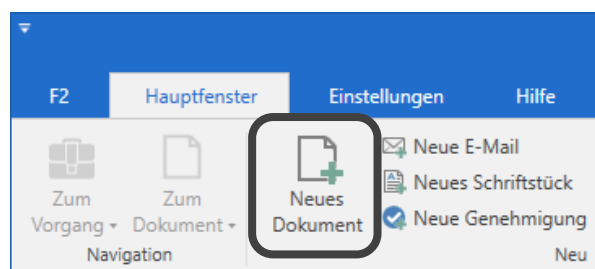 F2 Hauptfenster Einstellungen Hilfe
Zum Vorgang
Zum Dokument
Neues Dokument
Neue E-Mail
Neues Schriftstück
Neue Genehmigung
Navigation Neu